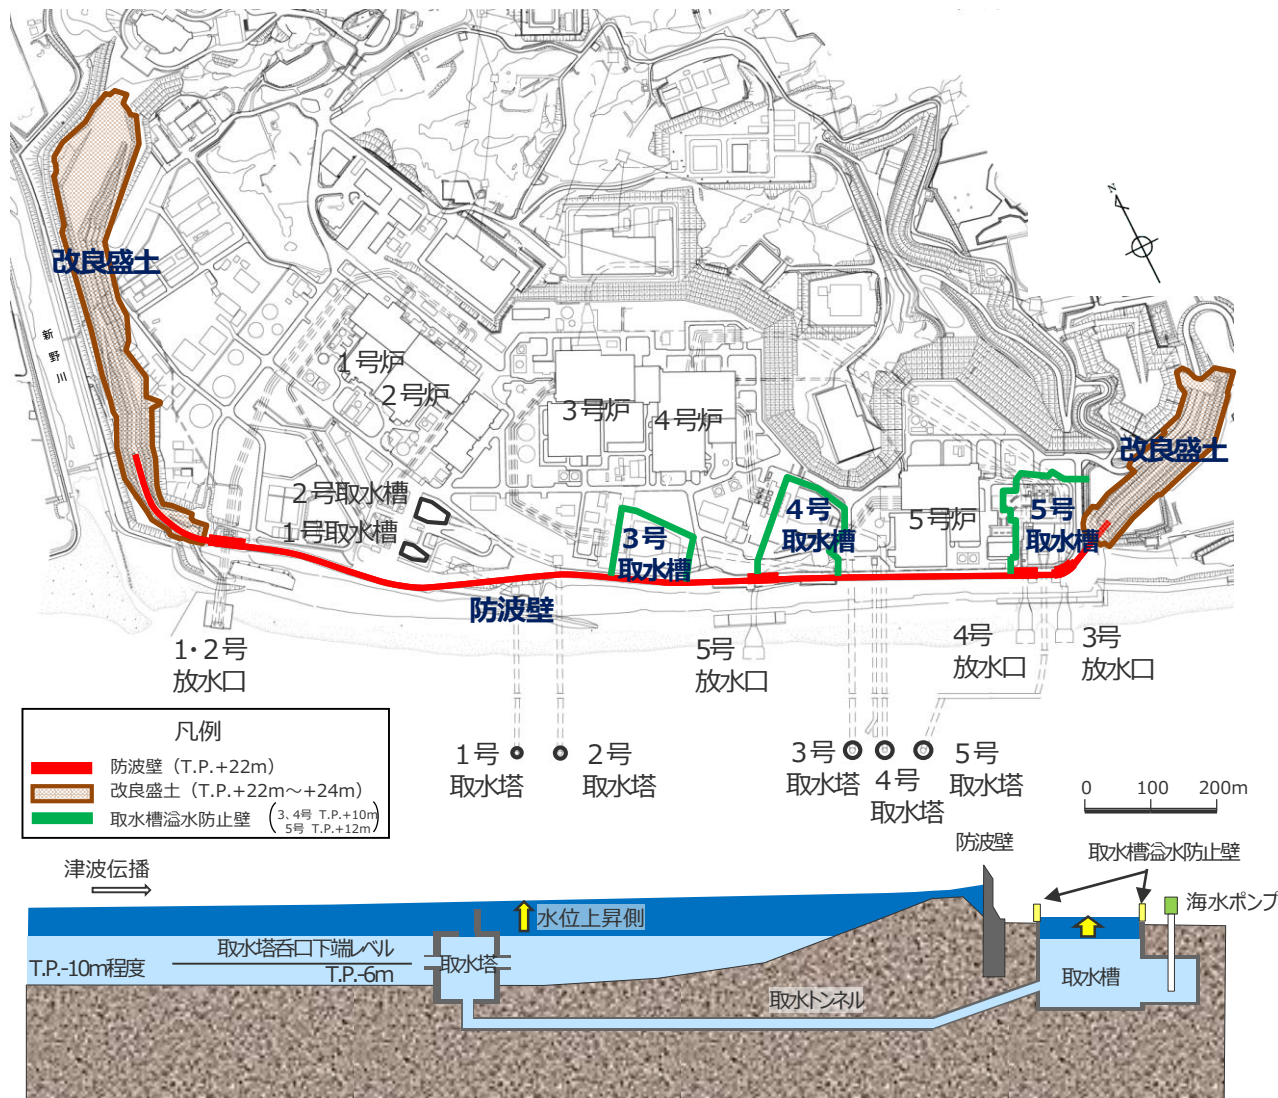 N
改良盛土
新野川
1号炉
2号炉
3号炉
4号炉
改良盛土
2号取水槽
1号取水槽
3号
取水槽
4号
取水槽
5号炉
5号
取水槽
防波壁
1・2号
放水口
5号
放水口
4号
放水口
3号
放水口
凡例
防波壁（T.P.+22m）
改良盛土（T.P.+22m～+24m）
取水槽溢水防止壁
(3、4号 T.P.+10m
5号 T.P.+12m)
1号
取水塔
2号
取水塔
3号
取水塔
4号
取水塔
5号
取水塔
0 100 200m
津波伝播
防波壁
取水槽溢水防止壁
海水ポンプ
水位上昇側
取水塔呑口下端レベル
T.P.-6m
T.P.-10m程度
取水塔
取水槽
取水トンネル